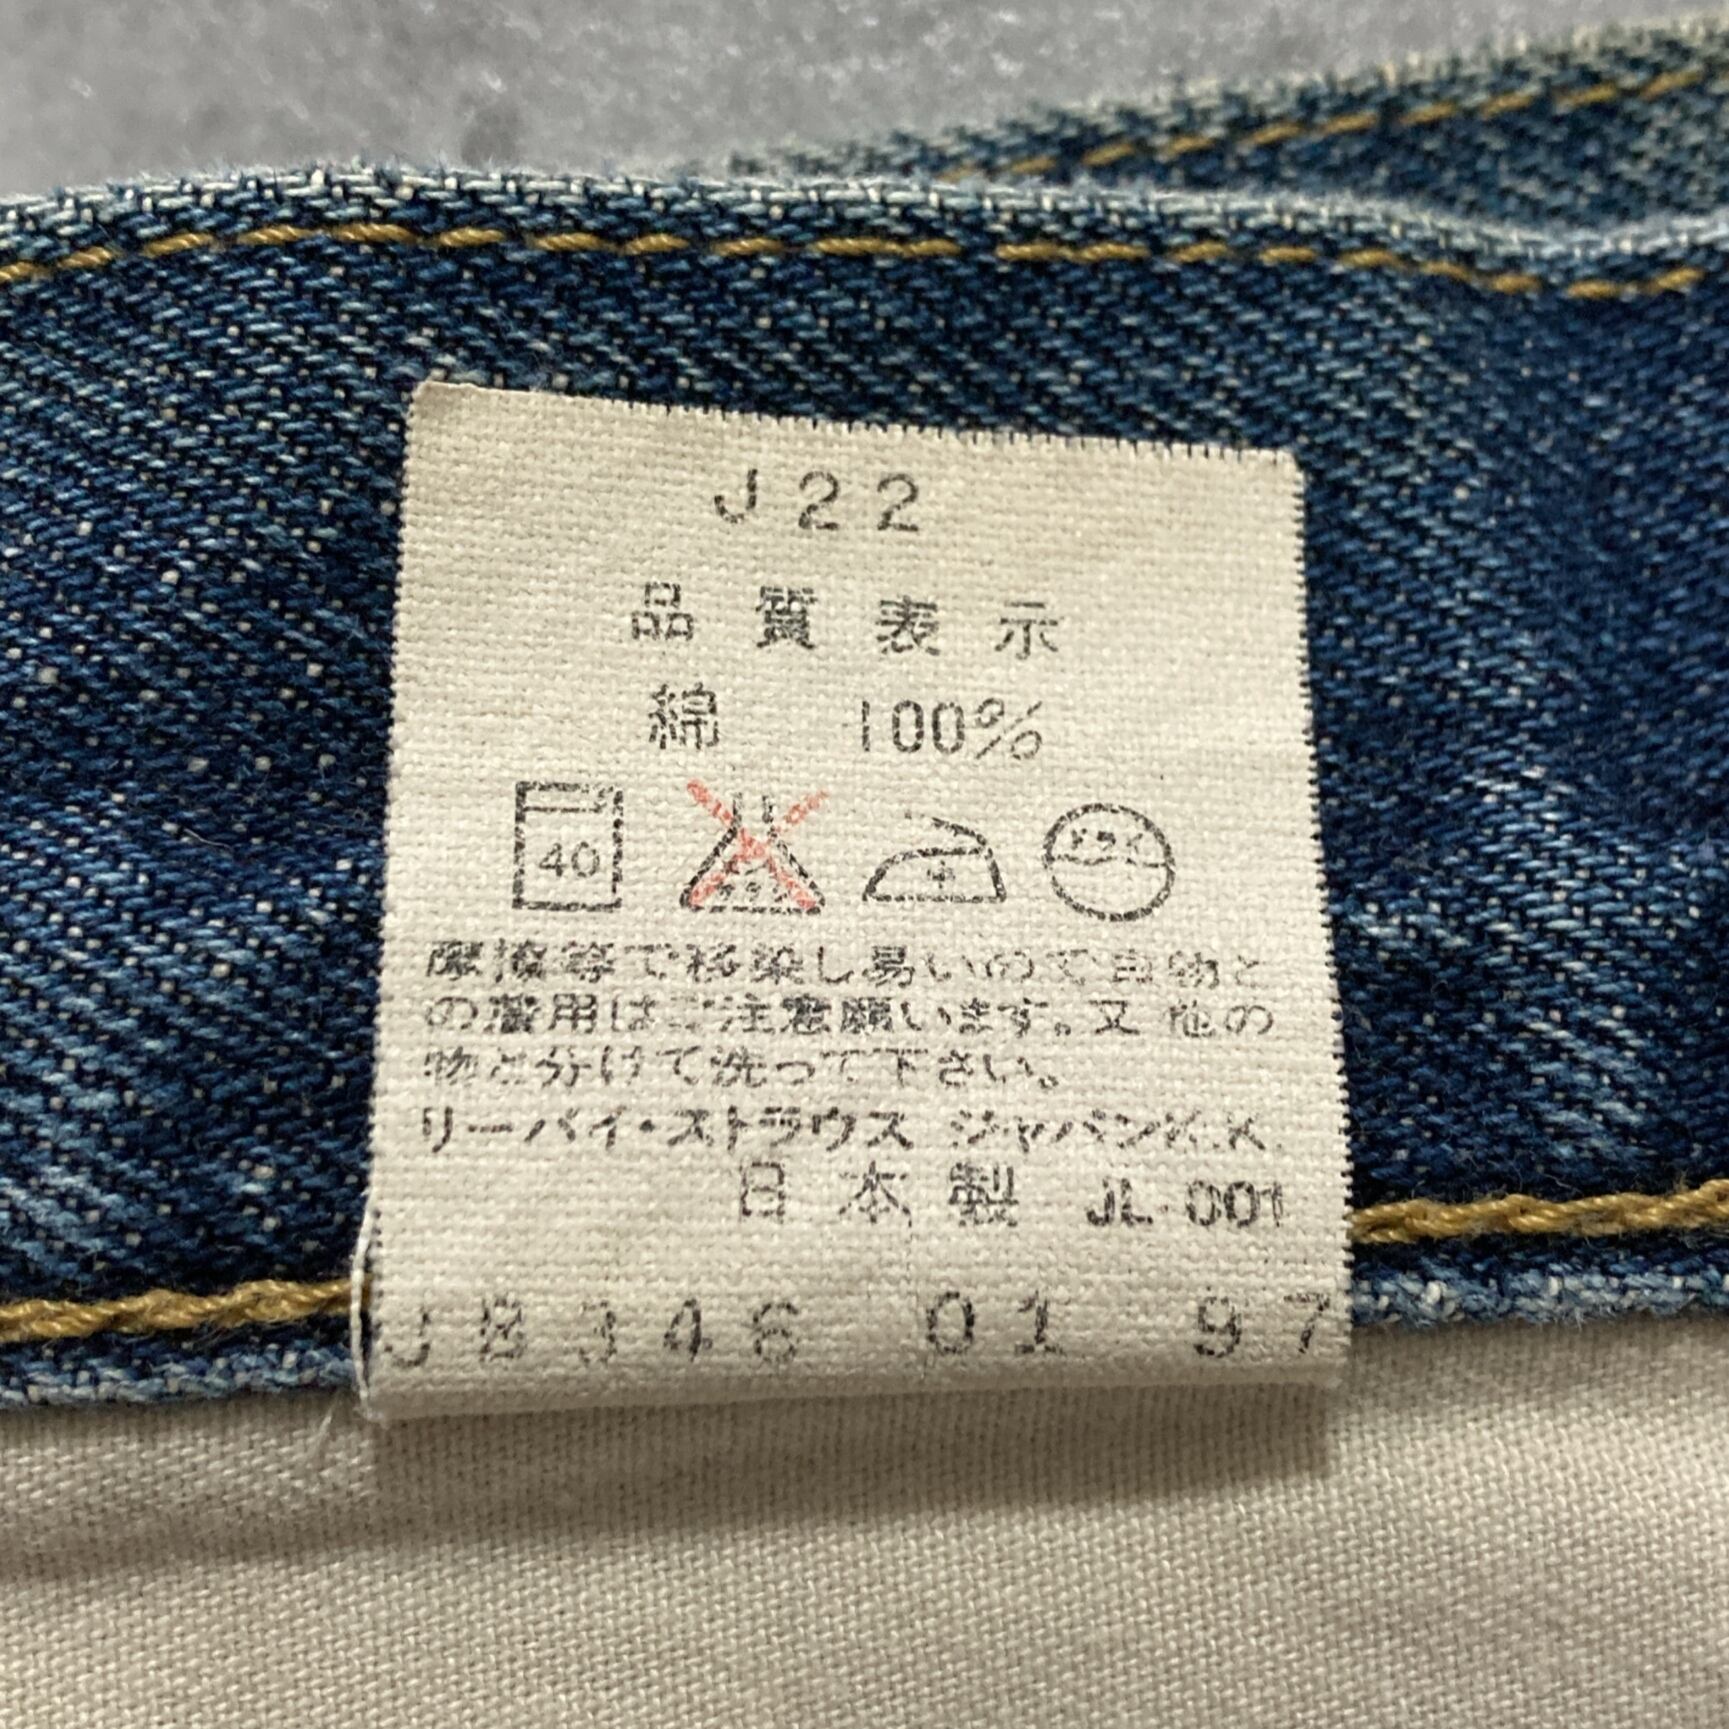 J22
品質表示
綿 100%
40 ドライ
摩擦等で移染し易いので白物と
の着用はご注意願います。又他の
物と分けて洗って下さい。
リーバイ・ストラウス ジャパンK.K.
日本製 JL-001
J8346 01 97